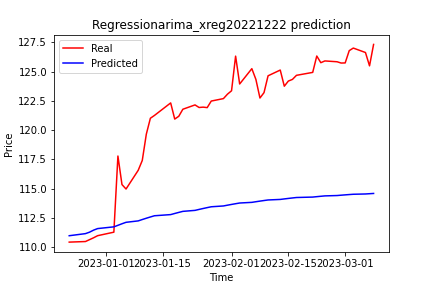 Regressionarima_xreg20221222 prediction
Real
Predicted
127.5
125.0
122.5
120.0
117.5
115.0
112.5
110.0
Price
2023-01-01 2023-01-15 2023-02-01 2023-02-15 2023-03-01
Time